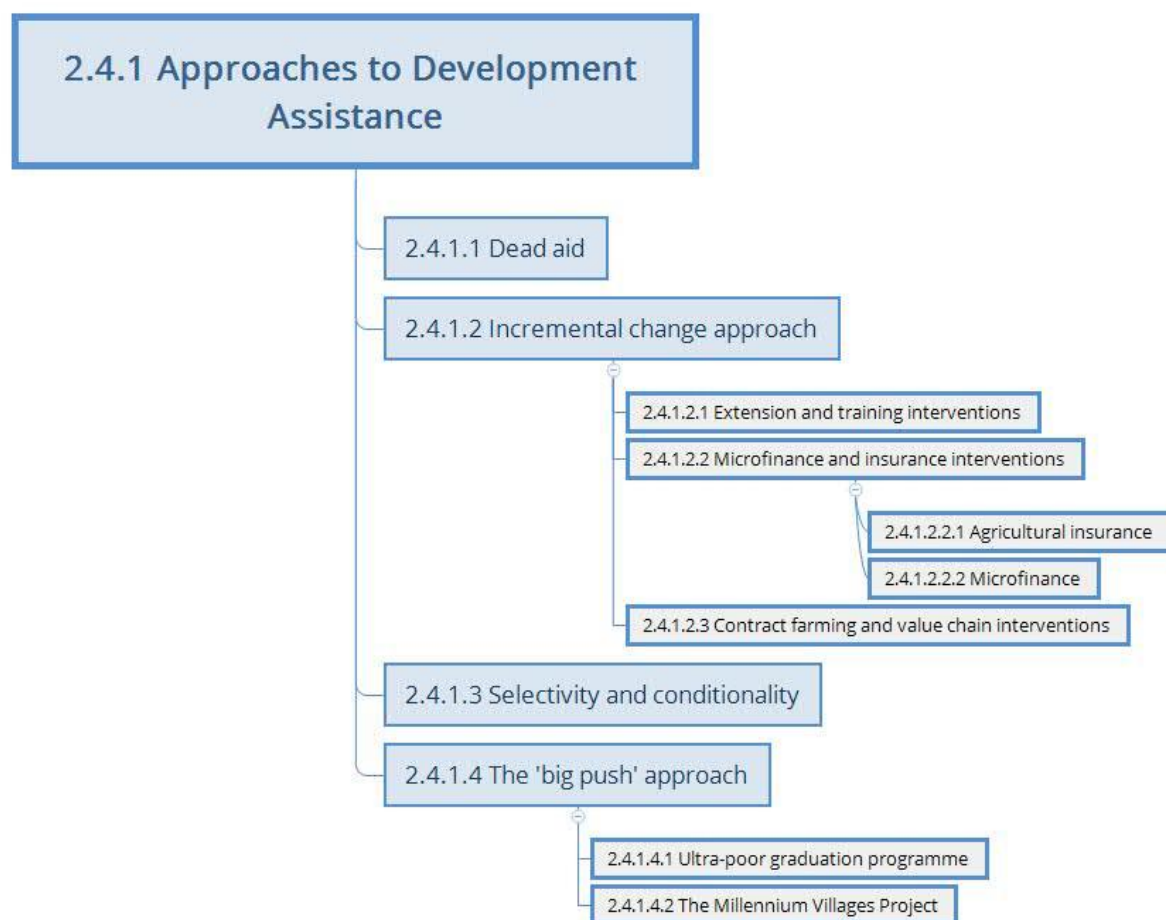 2.4.1 Approaches to Development
Assistance
2.4.1.1 Dead aid
2.4.1.2 Incremental change approach
2.4.1.2.1 Extension and training interventions
2.4.1.2.2 Microfinance and insurance interventions
2.4.1.2.2.1 Agricultural insurance
2.4.1.2.2.2 Microfinance
2.4.1.2.3 Contract farming and value chain interventions
2.4.1.3 Selectivity and conditionality
2.4.1.4 The 'big push' approach
2.4.1.4.1 Ultra-poor graduation programme
2.4.1.4.2 The Millennium Villages Project